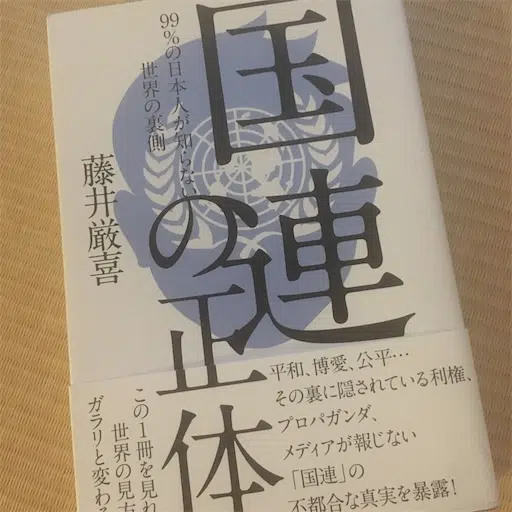 国連の正体
99%の日本人が知らない
世界の裏側
藤井厳喜
平和、博愛、公平…
その裏に隠されている利権、
プロパガンダ、
メディアが報じない
「国連」の
不都合な真実を暴露!
この1冊を見れ
世界の見方
ガラリと変わる